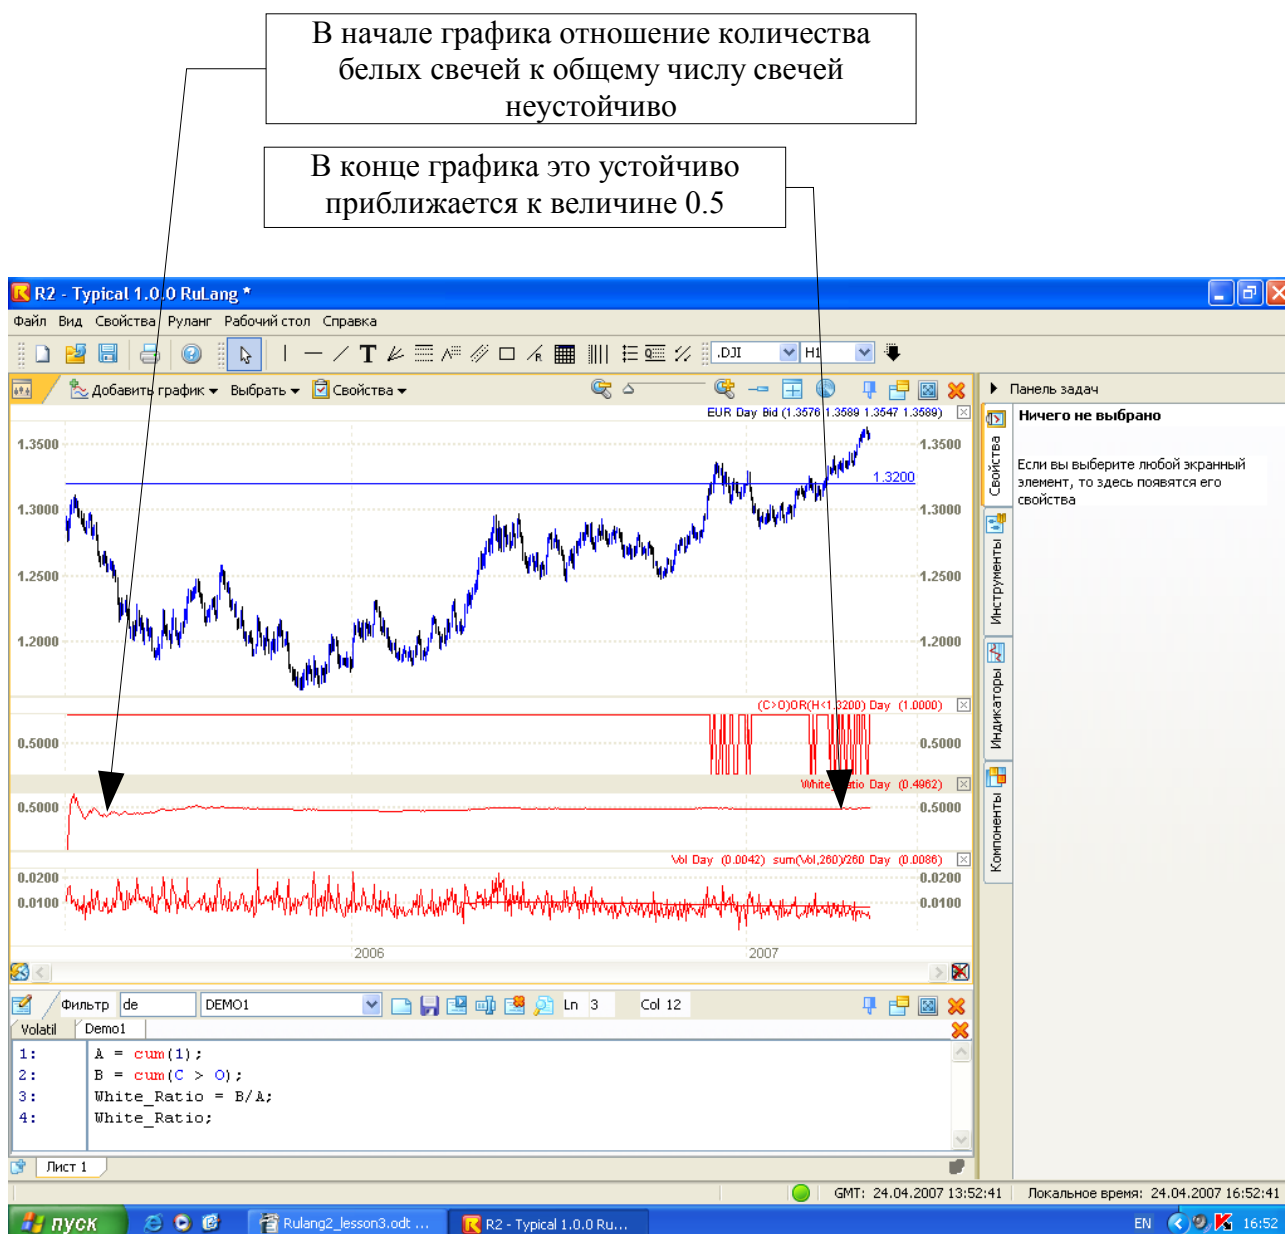 В начале графика отношение количества
белых свечей к общему числу свечей
неустойчиво
В конце графика это устойчиво
приближается к величине 0.5
R2 - Typical 1.0.0 RuLang *
Файл Вид Свойства Руланг Рабочий стол Справка
.DJI H1
Добавить график Выбрать Свойства
EUR Day Bid (1.3576 1.3589 1.3547 1.3589)
1.3500 1.3500
1.3200
1.3000 1.3000
1.2500 1.2500
1.2000 1.2000
(C>O)OR(H<1.3200) Day (1.0000)
0.5000 0.5000
White_Ratio Day (0.4962)
0.5000 0.5000
Vol Day (0.0042) sum(Vol,260)/260 Day (0.0086)
0.0200 0.0200
0.0100 0.0100
2006 2007
Панель задач
Ничего не выбрано
Если вы выберите любой экранный
элемент, то здесь появятся его
свойства
Свойства
Инструменты
Индикаторы
Компоненты
Фильтр de DEMO1 Ln 3 Col 12
Volatil Demo1
1: A = cum(1);
2: B = cum(C > O);
3: White_Ratio = B/A;
4: White_Ratio;
Лист 1
GMT: 24.04.2007 13:52:41 Локальное время: 24.04.2007 16:52:41
пуск Rulang2_lesson3.odt ... R2 - Typical 1.0.0 Ru... EN 16:52